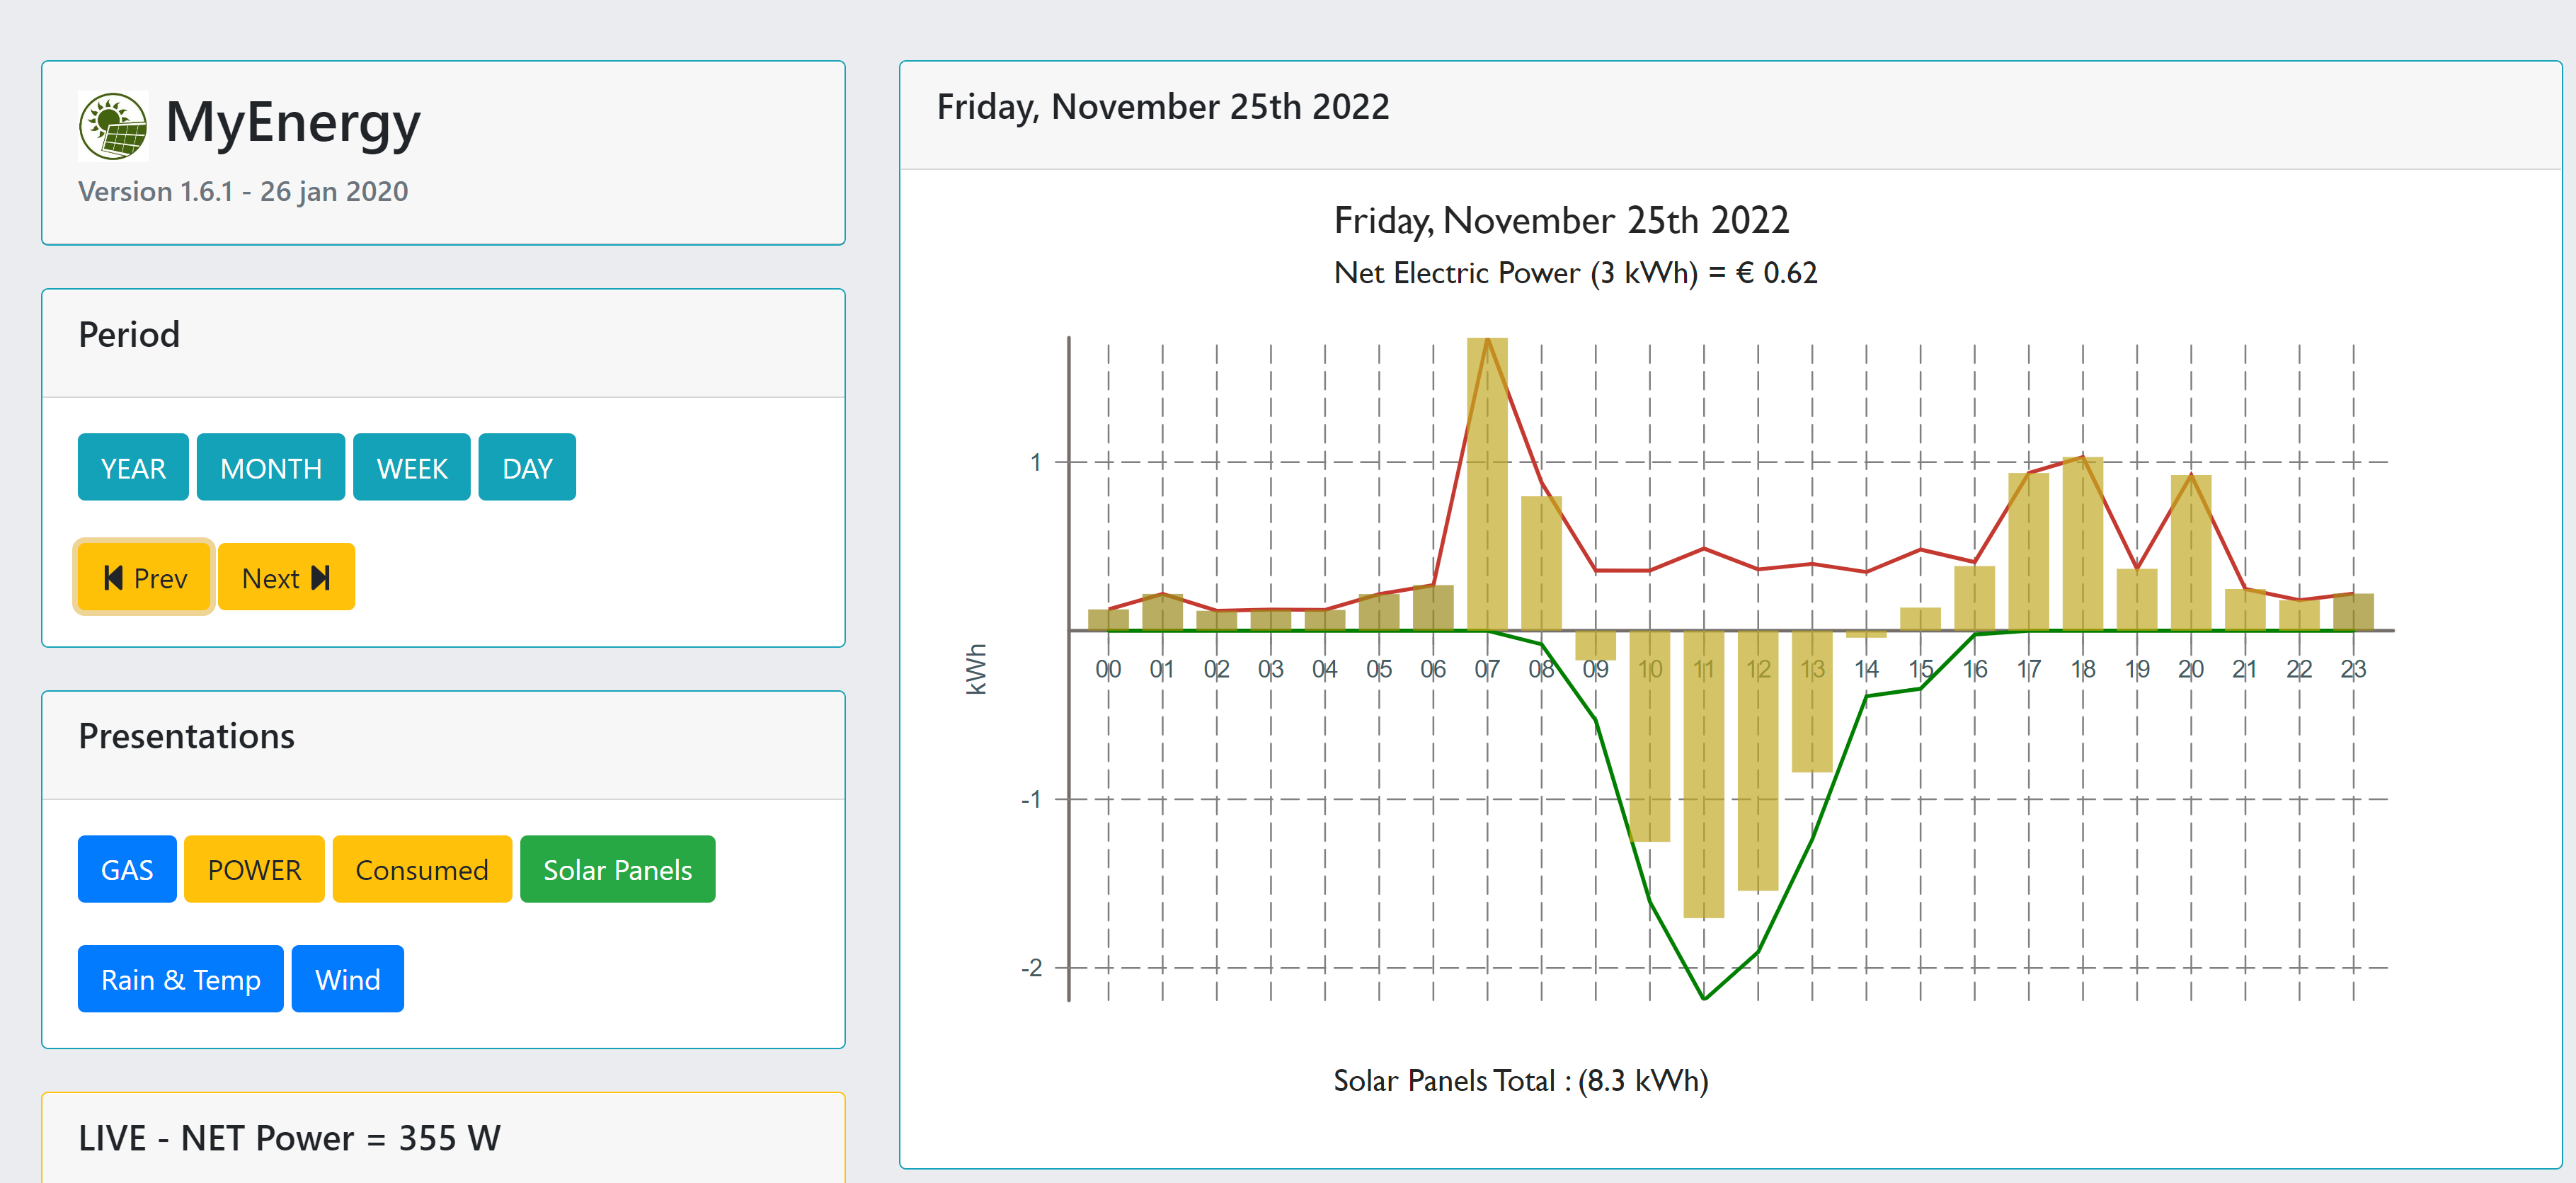 MyEnergy
Version 1.6.1 - 26 jan 2020
Period
YEAR MONTH WEEK DAY
Prev Next
Presentations
GAS POWER Consumed Solar Panels
Rain & Temp Wind
LIVE - NET Power = 355 W
Friday, November 25th 2022
Friday, November 25th 2022
Net Electric Power (3 kWh) = € 0.62
1
kWh
00 01 02 03 04 05 06 07 08 09 10 11 12 13 14 15 16 17 18 19 20 21 22 23
-1
-2
Solar Panels Total : (8.3 kWh)